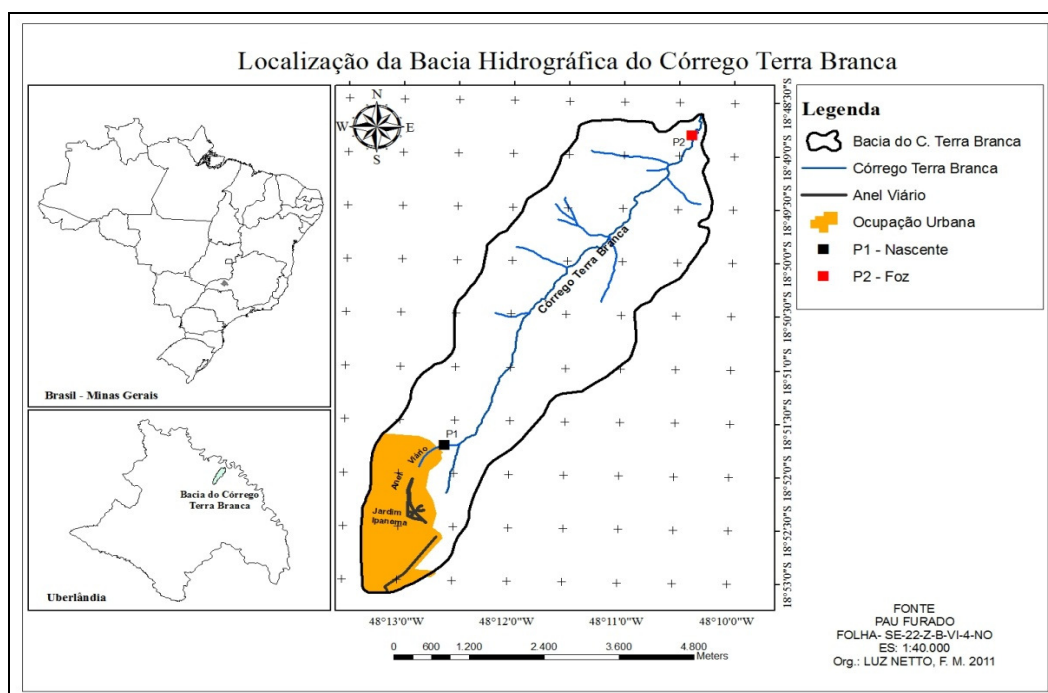 Localização da Bacia Hidrográfica do Córrego Terra Branca
Brasil - Minas Gerais
Bacia do Córrego
Terra Branca
Uberlândia
N
W
E
S
P2
Córrego Terra Branca
P1
Anel Viário
Jardim
Ipanema
18°48'30"S
18°49'0"S
18°49'30"S
18°50'0"S
18°50'30"S
18°51'0"S
18°51'30"S
18°52'0"S
18°52'30"S
18°53'0"S
48°13'0"W
48°12'0"W
48°11'0"W
48°10'0"W
0 600 1.200 2.400 3.600 4.800
Meters
Legenda
Bacia do C. Terra Branca
Córrego Terra Branca
Anel Viário
Ocupação Urbana
P1 - Nascente
P2 - Foz
FONTE
PAU FURADO
FOLHA- SE-22-Z-B-VI-4-NO
ES: 1:40.000
Org.: LUZ NETTO, F. M. 2011